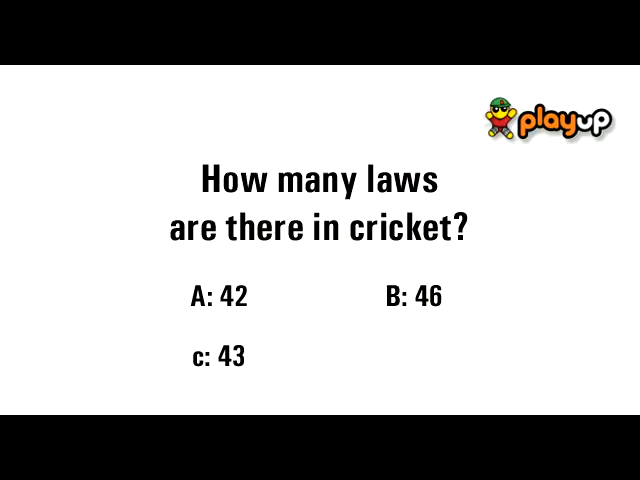 playup
How many laws
are there in cricket?
A: 42 B: 46
c: 43